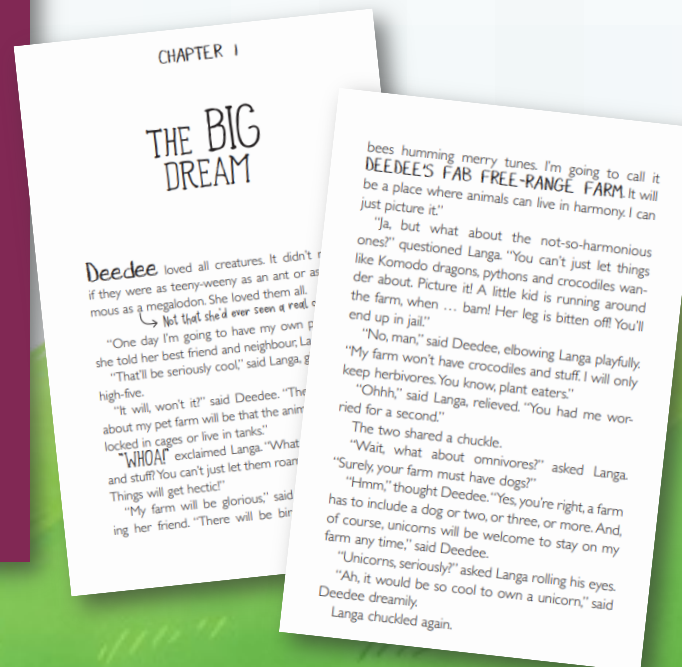 CHAPTER 1
THE BIG
DREAM
Deedee loved all creatures. It didn't
if they were as teeny-weeny as an ant or as
mous as a megalodon. She loved them all.
Not that she'd ever seen a real
"One day I'm going to have my own
she told her best friend and neighbour,
"That'll be seriously cool," said Langa,
high-five.
"It will, won't it?" said Deedee.
about my pet farm will be that the
locked in cages or live in tanks."
"WHOA!" exclaimed Langa. "What
and stuff? You can't just let them roam
Things will get hectic!"
"My farm will be glorious," said
ing her friend. "There will be
bees humming merry tunes. I'm going to call it
DEEDEE'S FAB FREE-RANGE FARM. It will
be a place where animals can live in harmony. I can
just picture it."
"Ja, but what about the not-so-harmonious
ones?" questioned Langa. "You can't just let things
like Komodo dragons, pythons and crocodiles wan-
der about. Picture it! A little kid is running around
the farm, when ... bam! Her leg is bitten off! You'll
end up in jail."
"No, man," said Deedee, elbowing Langa playfully.
"My farm won't have crocodiles and stuff. I will only
keep herbivores. You know, plant eaters."
"Ohhh," said Langa, relieved. "You had me wor-
ried for a second."
The two shared a chuckle.
"Wait, what about omnivores?" asked Langa.
"Surely, your farm must have dogs?"
"Hmm," thought Deedee. "Yes, you're right, a farm
has to include a dog or two, or three, or more. And,
of course, unicorns will be welcome to stay on my
farm any time," said Deedee.
"Unicorns, seriously?" asked Langa rolling his eyes.
"Ah, it would be so cool to own a unicorn," said
Deedee dreamily.
Langa chuckled again.